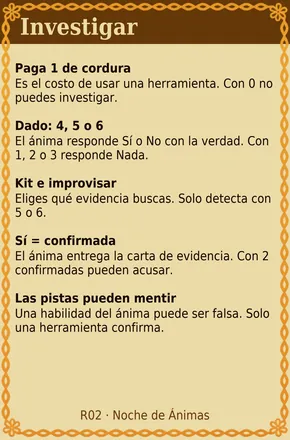 Investigar
Paga 1 de cordura
Es el costo de usar una herramienta. Con 0 no
puedes investigar.
Dado: 4, 5 o 6
El ánima responde Sí o No con la verdad. Con
1, 2 o 3 responde Nada.
Kit e improvisar
Eliges qué evidencia buscas. Solo detecta con
5 o 6.
Sí = confirmada
El ánima entrega la carta de evidencia. Con 2
confirmadas pueden acusar.
Las pistas pueden mentir
Una habilidad del ánima puede ser falsa. Solo
una herramienta confirma.
R02 · Noche de Ánimas